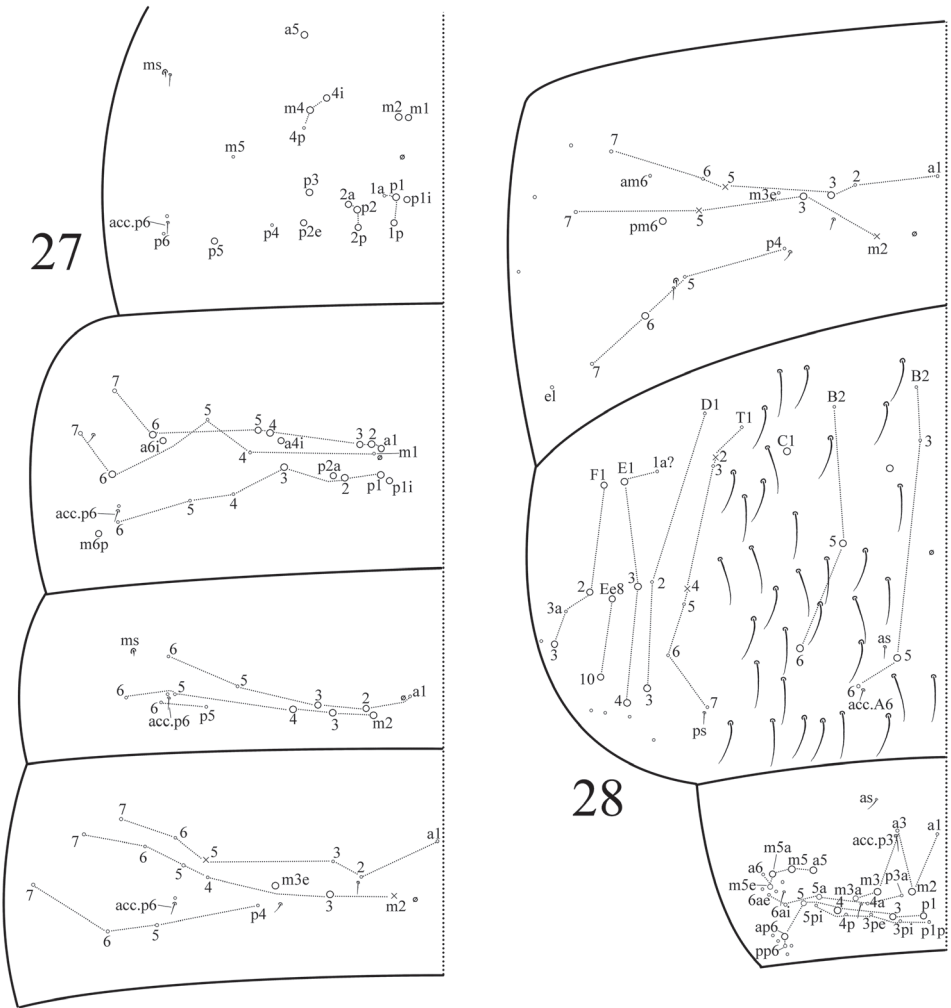 a5
ms
4i
m4
m2 m1
4p
m5
p3
1a p1
2a p2 p1i
acc.p6
p6 p5 p4 p2e 2p 1p
27
7
6 5 5 4 3 2 a1
7 a6i a4i m1
4
6 3 p2a 2 p1 p1i
acc.p6
6 5 4
m6p
ms
6
5
6 5 3 2 a1
6 acc.p6 p5 4 3 m2
7
7 6 5 3 a1
6 5 4 2
7 m3e
acc.p6 p4 3 m2
6 5
7
am6 6 5 3 2 a1
m3e
7 pm6 5 3
p4 m2
5
6
7
e1
D1 B2 B2
T1
F1 E1 1a? 2 C1 3
3
5
2 Ee8 3 2 4
3a 5
3 6 6 as 5
10 6
4 3 7 acc.A6
ps
28
as
a3 a1
acc.p3
m5a
a6 m5 a5
m5e m3 p3a m2
6ae 5a m3a
6ai 5 4 4a 3 p1
5pi
ap6 4p 3pe 3pi p1p
pp6